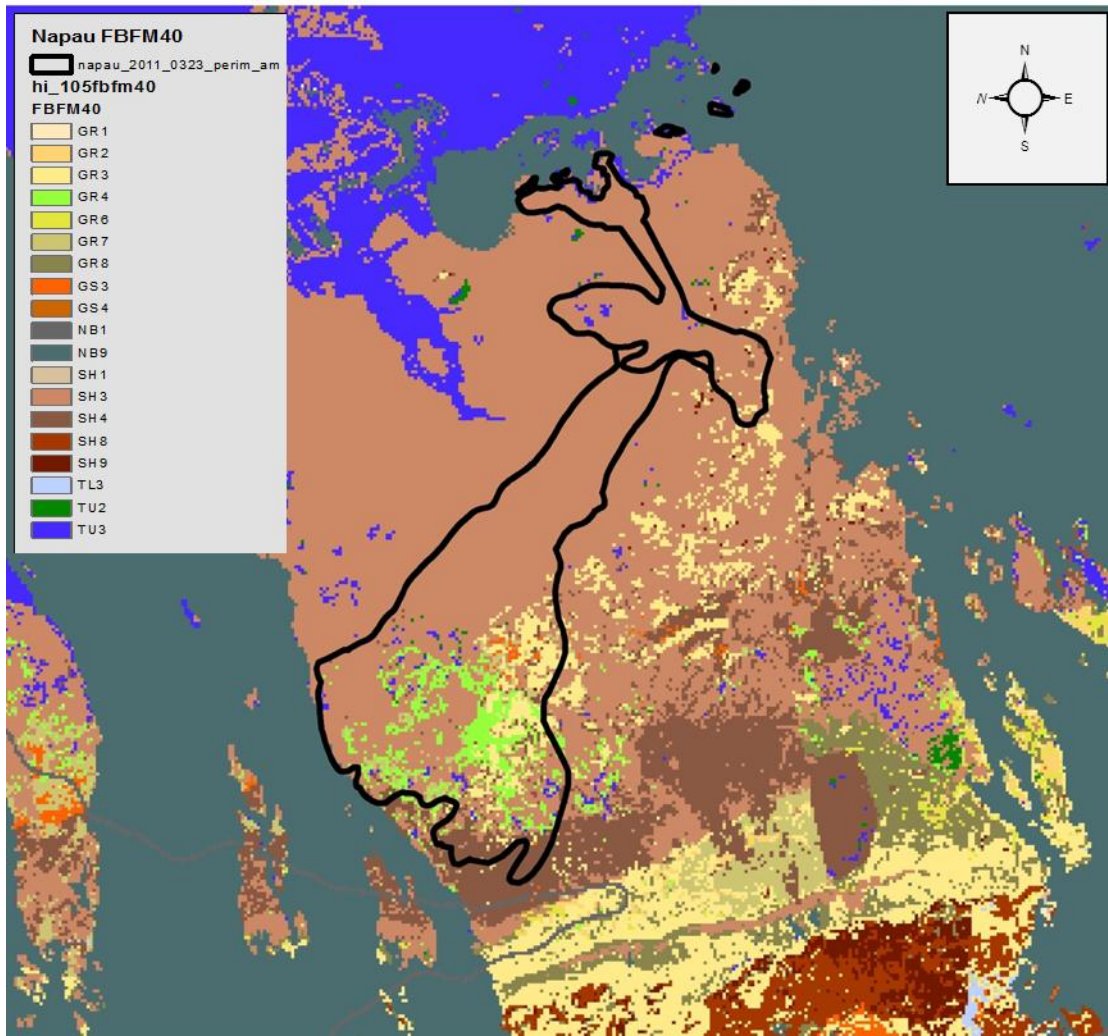 Napau FBFM40
napau_2011_0323_perim_am
hi_105fbfm40
FBFM40
GR1
GR2
GR3
GR4
GR6
GR7
GR8
GS3
GS4
NB1
NB9
SH1
SH3
SH4
SH8
SH9
TL3
TU2
TU3
N
N E
S